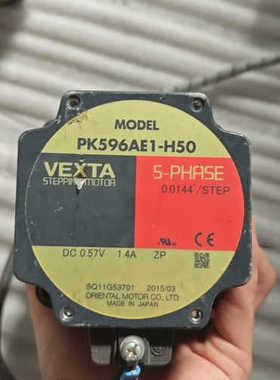 MODEL
PK596AE1-H50
VEXTA
STEPPING MOTOR
5-PHASE
0.0144°/STEP
DC 0.57V 1.4A ZP
CE
SQ11G53701 2015/03
ORIENTAL MOTOR CO.,LTD.
MADE IN JAPAN